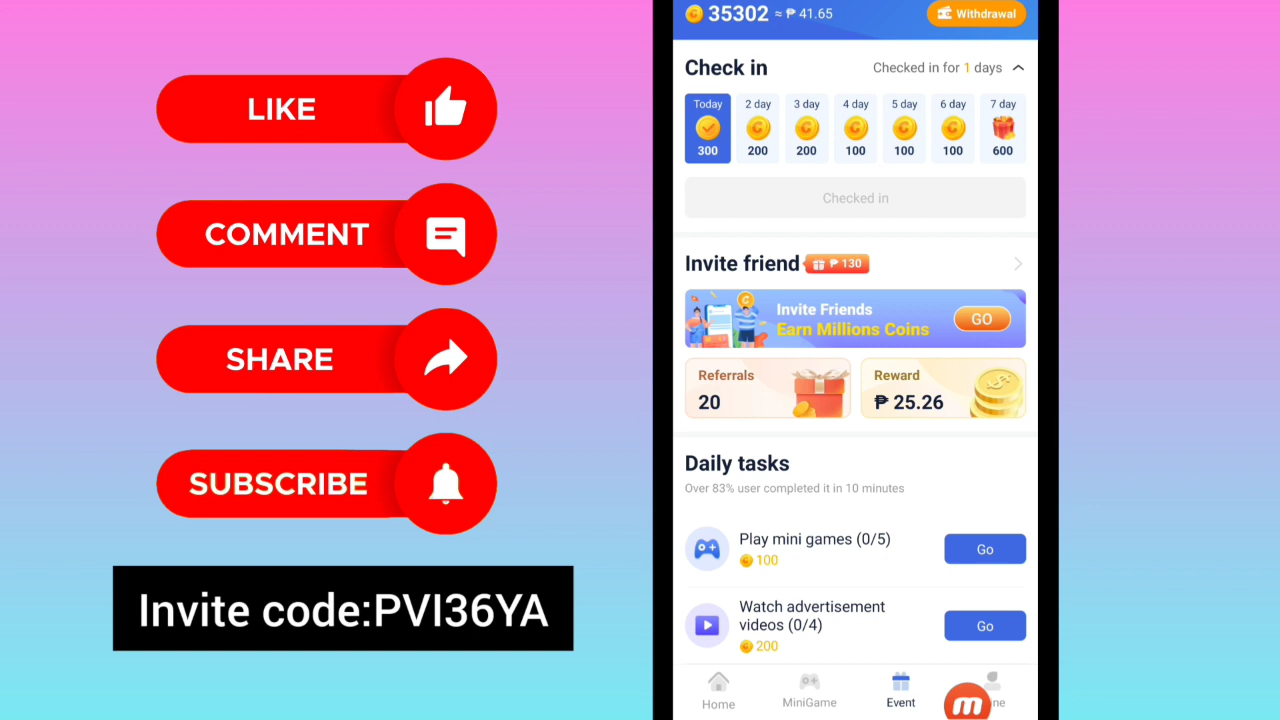 LIKE
COMMENT
SHARE
SUBSCRIBE
Invite code:PVI36YA
35302 ≈ ₱ 41.65
Withdrawal
Check in
Checked in for 1 days
Today
300
2 day
200
3 day
200
4 day
100
5 day
100
6 day
100
7 day
600
Checked in
Invite friend
₱ 130
Invite Friends
Earn Millions Coins
GO
Referrals
20
Reward
₱ 25.26
Daily tasks
Over 83% user completed it in 10 minutes
Play mini games (0/5)
100
Go
Watch advertisement
videos (0/4)
200
Go
Home
MiniGame
Event